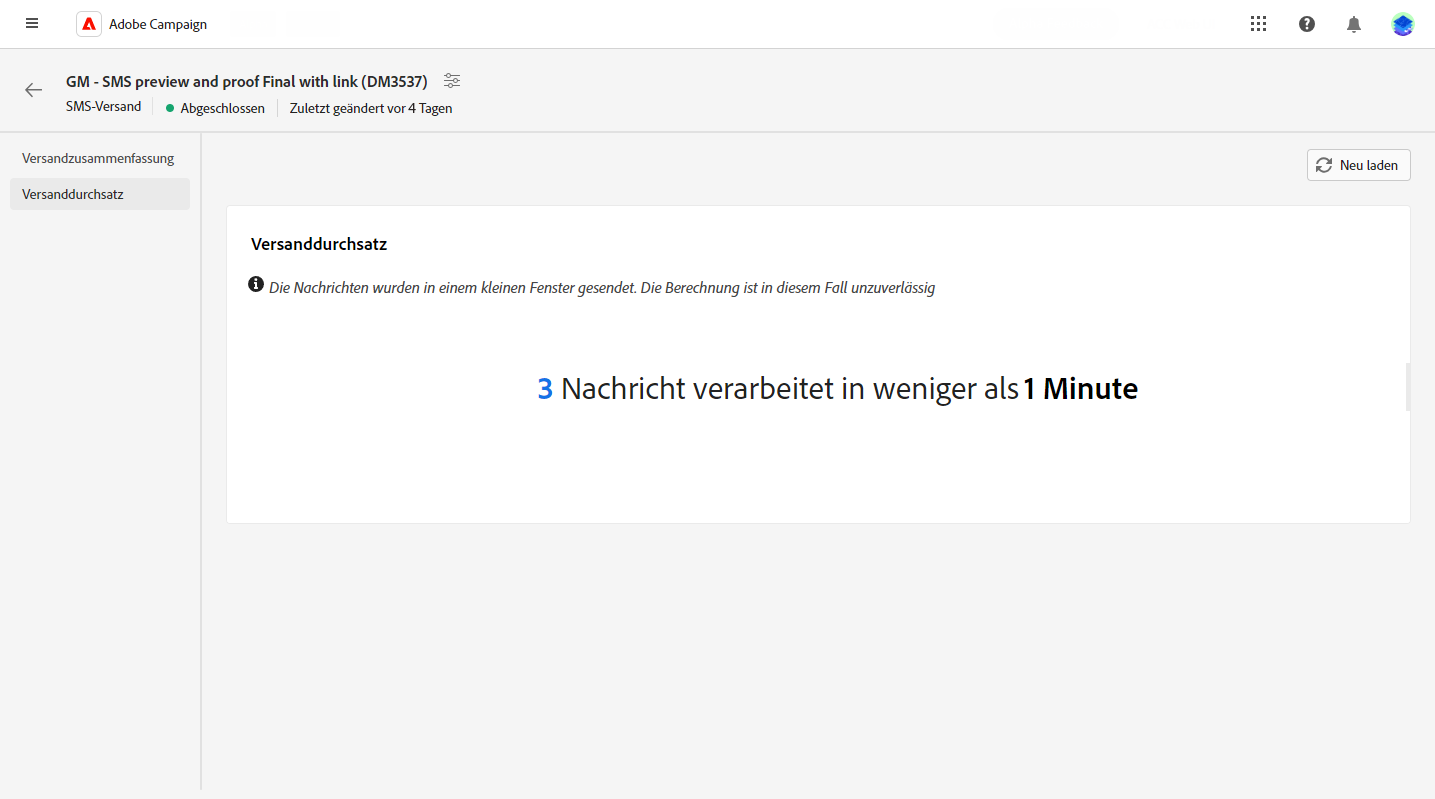 Adobe Campaign
GM - SMS preview and proof Final with link (DM3537)
SMS-Versand
Abgeschlossen
Zuletzt geändert vor 4 Tagen
Versandzusammenfassung
Versanddurchsatz
Neu laden
Versanddurchsatz
Die Nachrichten wurden in einem kleinen Fenster gesendet. Die Berechnung ist in diesem Fall unzuverlässig
3 Nachricht verarbeitet in weniger als 1 Minute